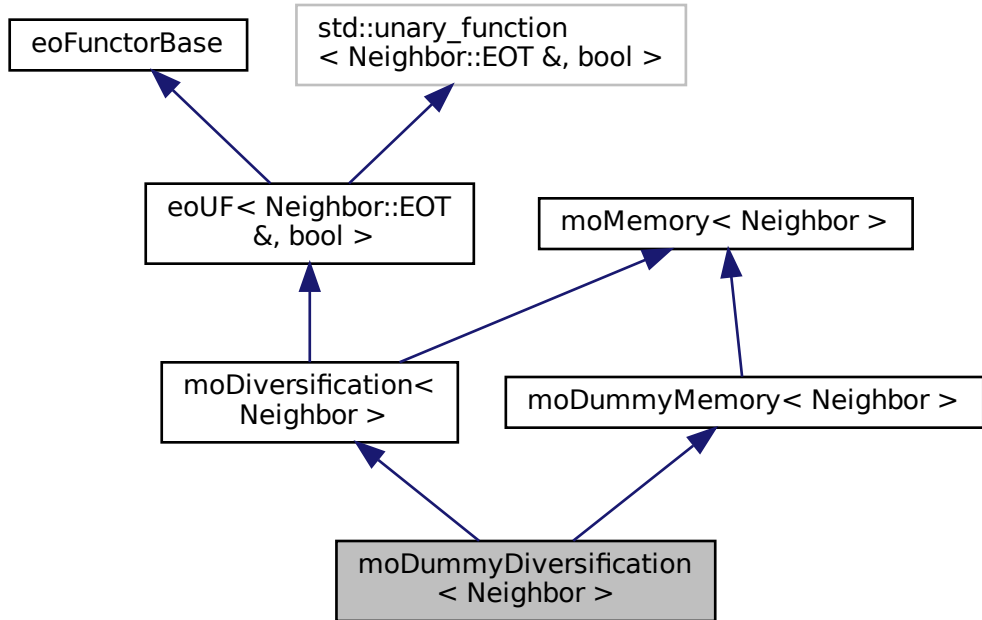 eoFunctorBase
std::unary_function
< Neighbor::EOT &, bool >
eoUF< Neighbor::EOT
&, bool >
moMemory< Neighbor >
moDiversification<
Neighbor >
moDummyMemory< Neighbor >
moDummyDiversification
< Neighbor >